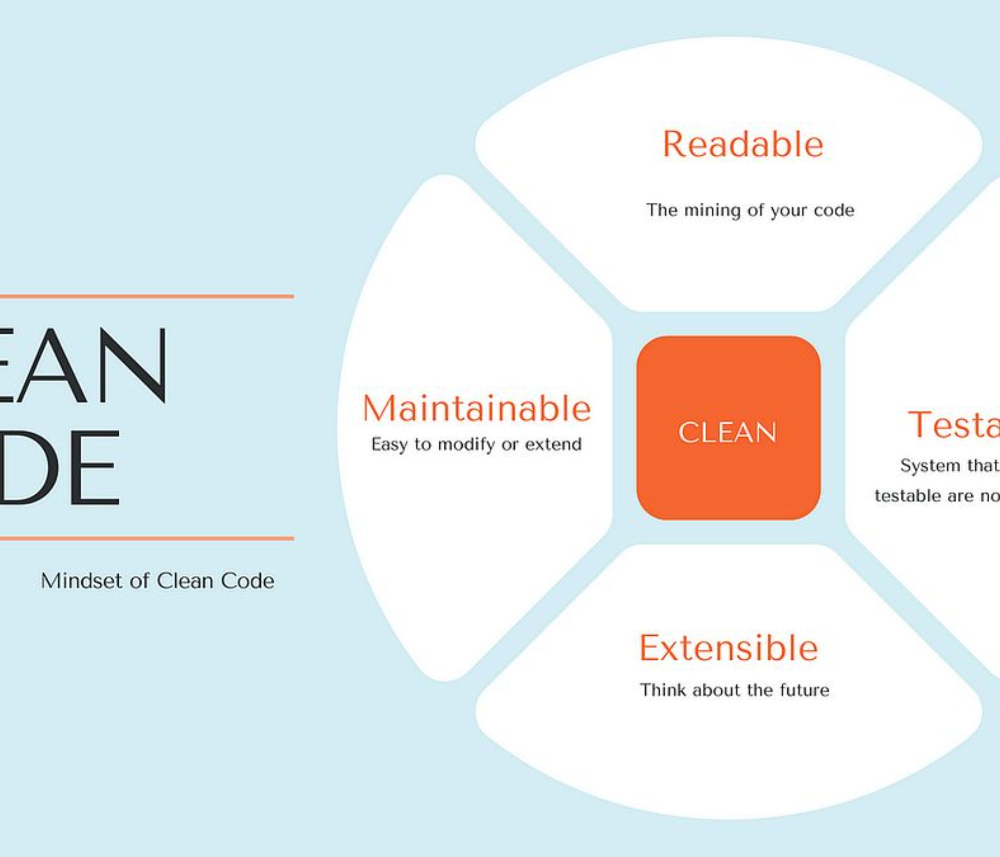 EAN
DE
Mindset of Clean Code
Readable
The mining of your code
Maintainable
Easy to modify or extend
CLEAN
Testa
System that
testable are no
Extensible
Think about the future